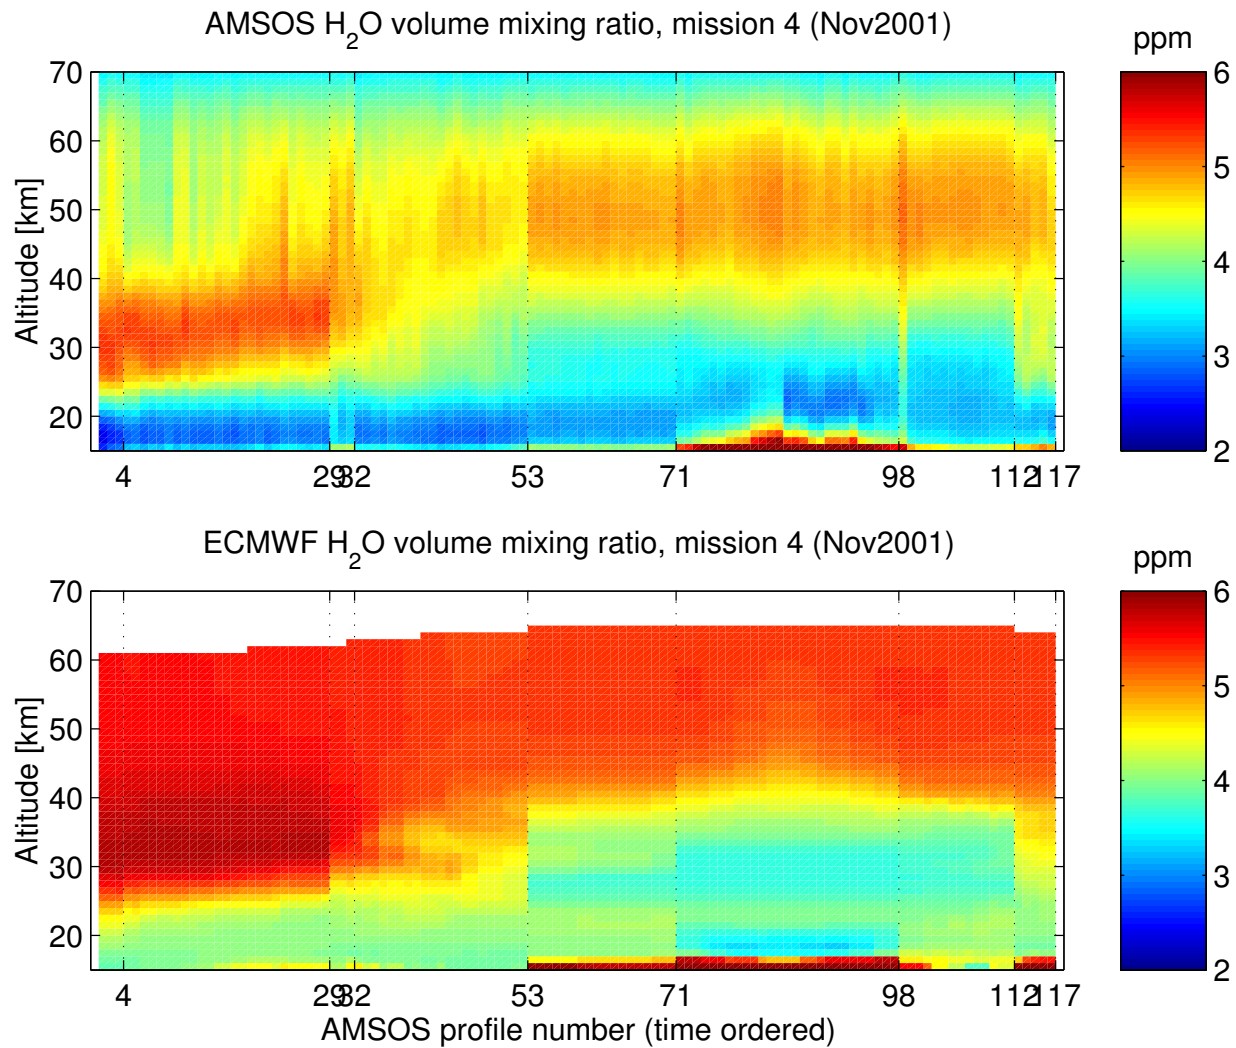 AMSOS H₂O volume mixing ratio, mission 4 (Nov2001)
ppm
70
60
50
40
30
20
Altitude [km]
4 29 32 53 71 98 112 117
6
5
4
3
2
ECMWF H₂O volume mixing ratio, mission 4 (Nov2001)
ppm
70
60
50
40
30
20
Altitude [km]
4 29 32 53 71 98 112 117
AMSOS profile number (time ordered)
6
5
4
3
2